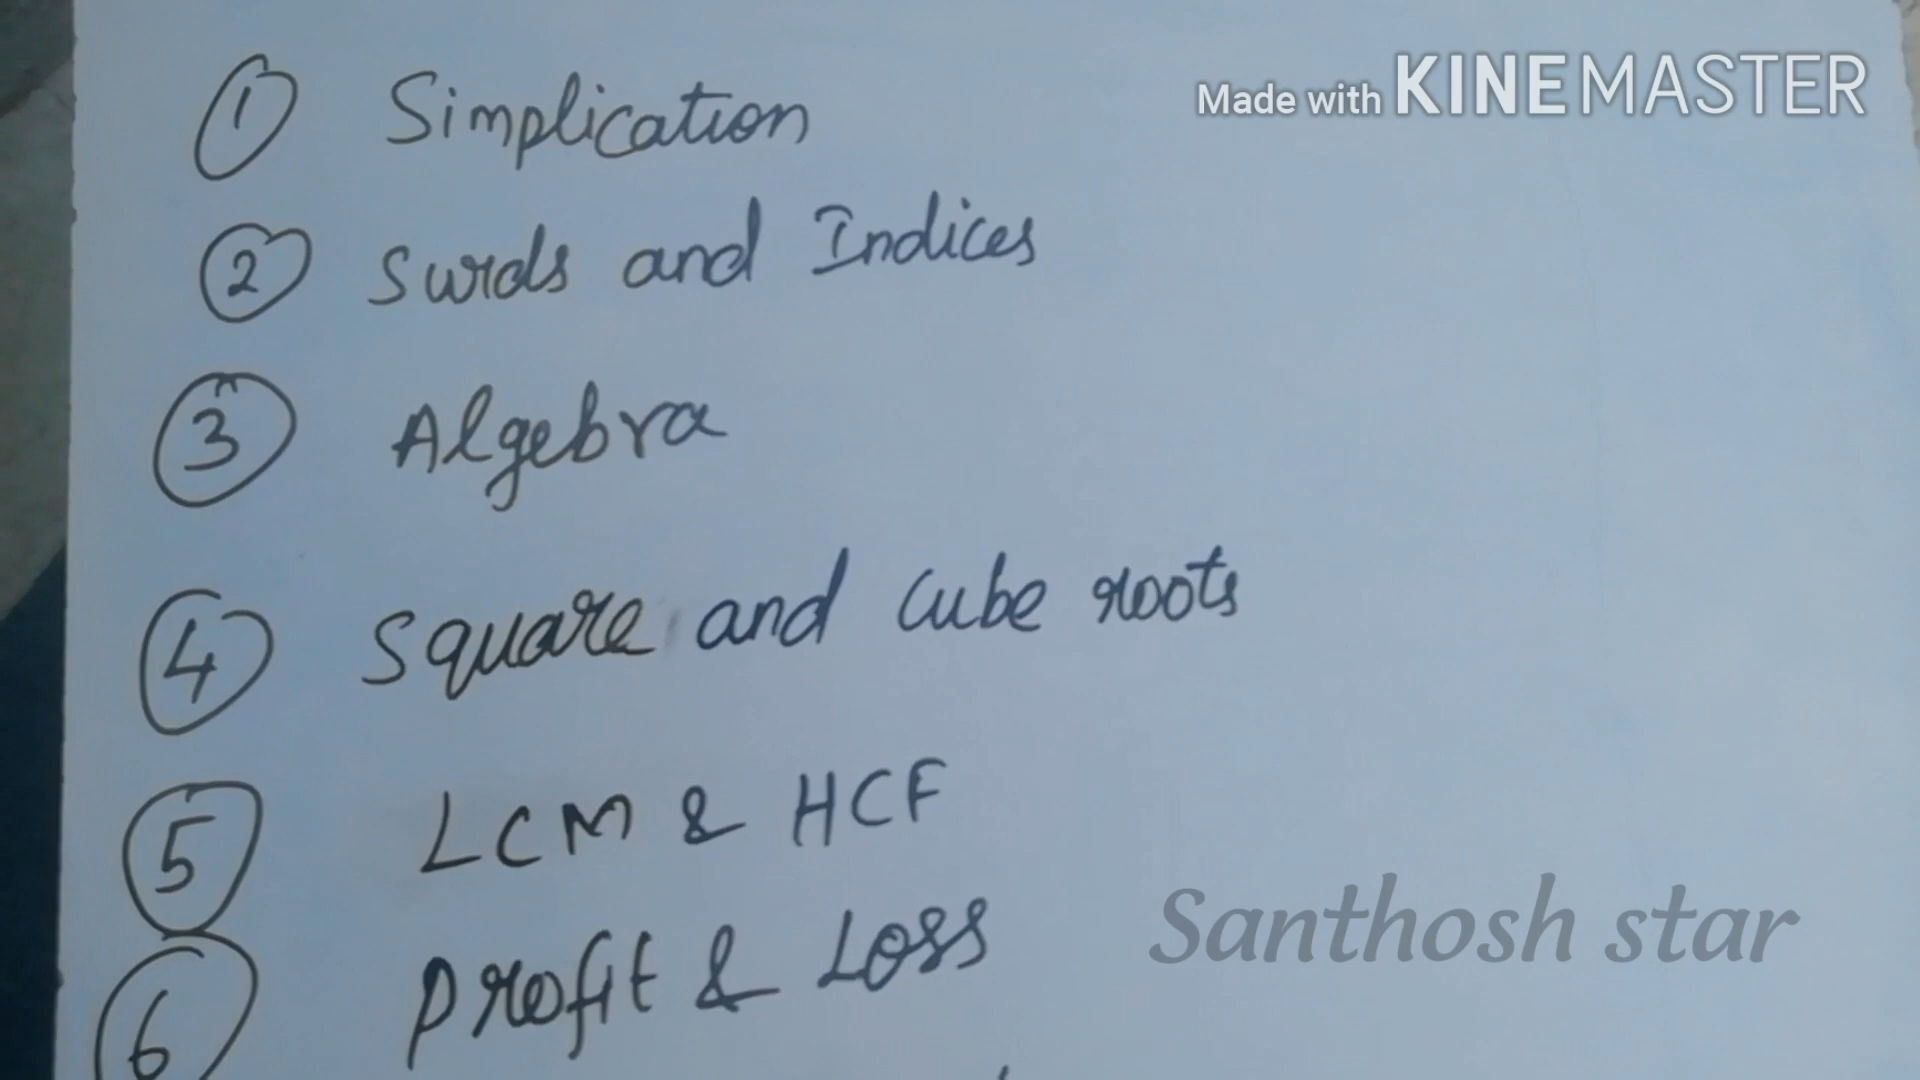 Made with KINEMASTER
① Simplication
② Surds and Indices
③ Algebra
④ Square and Cube roots
⑤ LCM & HCF
⑥ Profit & Loss
Santhosh star